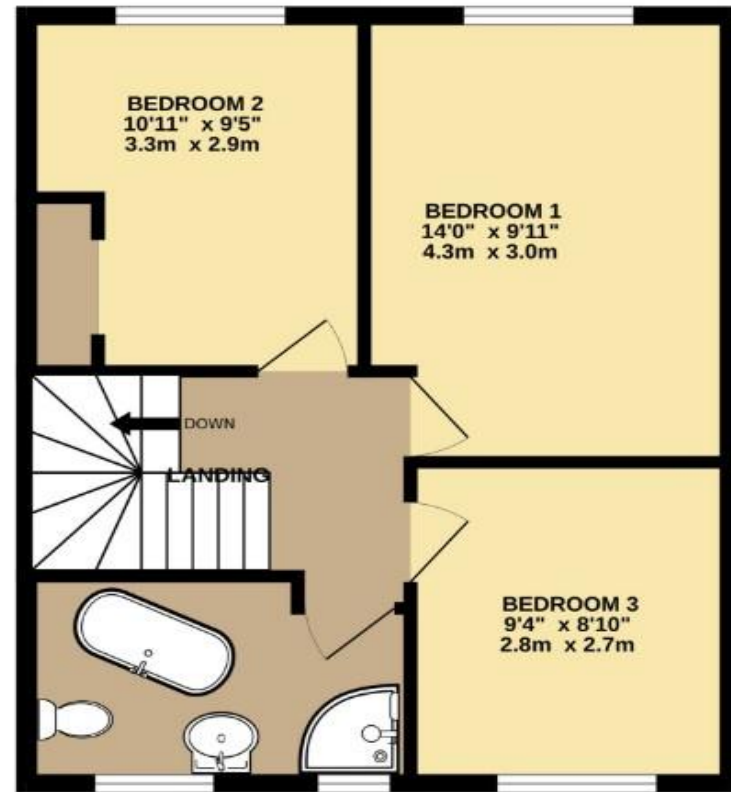 BEDROOM 2
10'11" x 9'5"
3.3m x 2.9m
BEDROOM 1
14'0" x 9'11"
4.3m x 3.0m
DOWN
LANDING
BEDROOM 3
9'4" x 8'10"
2.8m x 2.7m